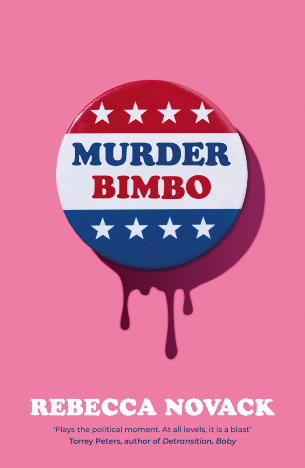 MURDER
BIMBO
REBECCA NOVACK
‘Flays the political moment. At all levels, it is a blast’
Torrey Peters, author of Detransition, Baby